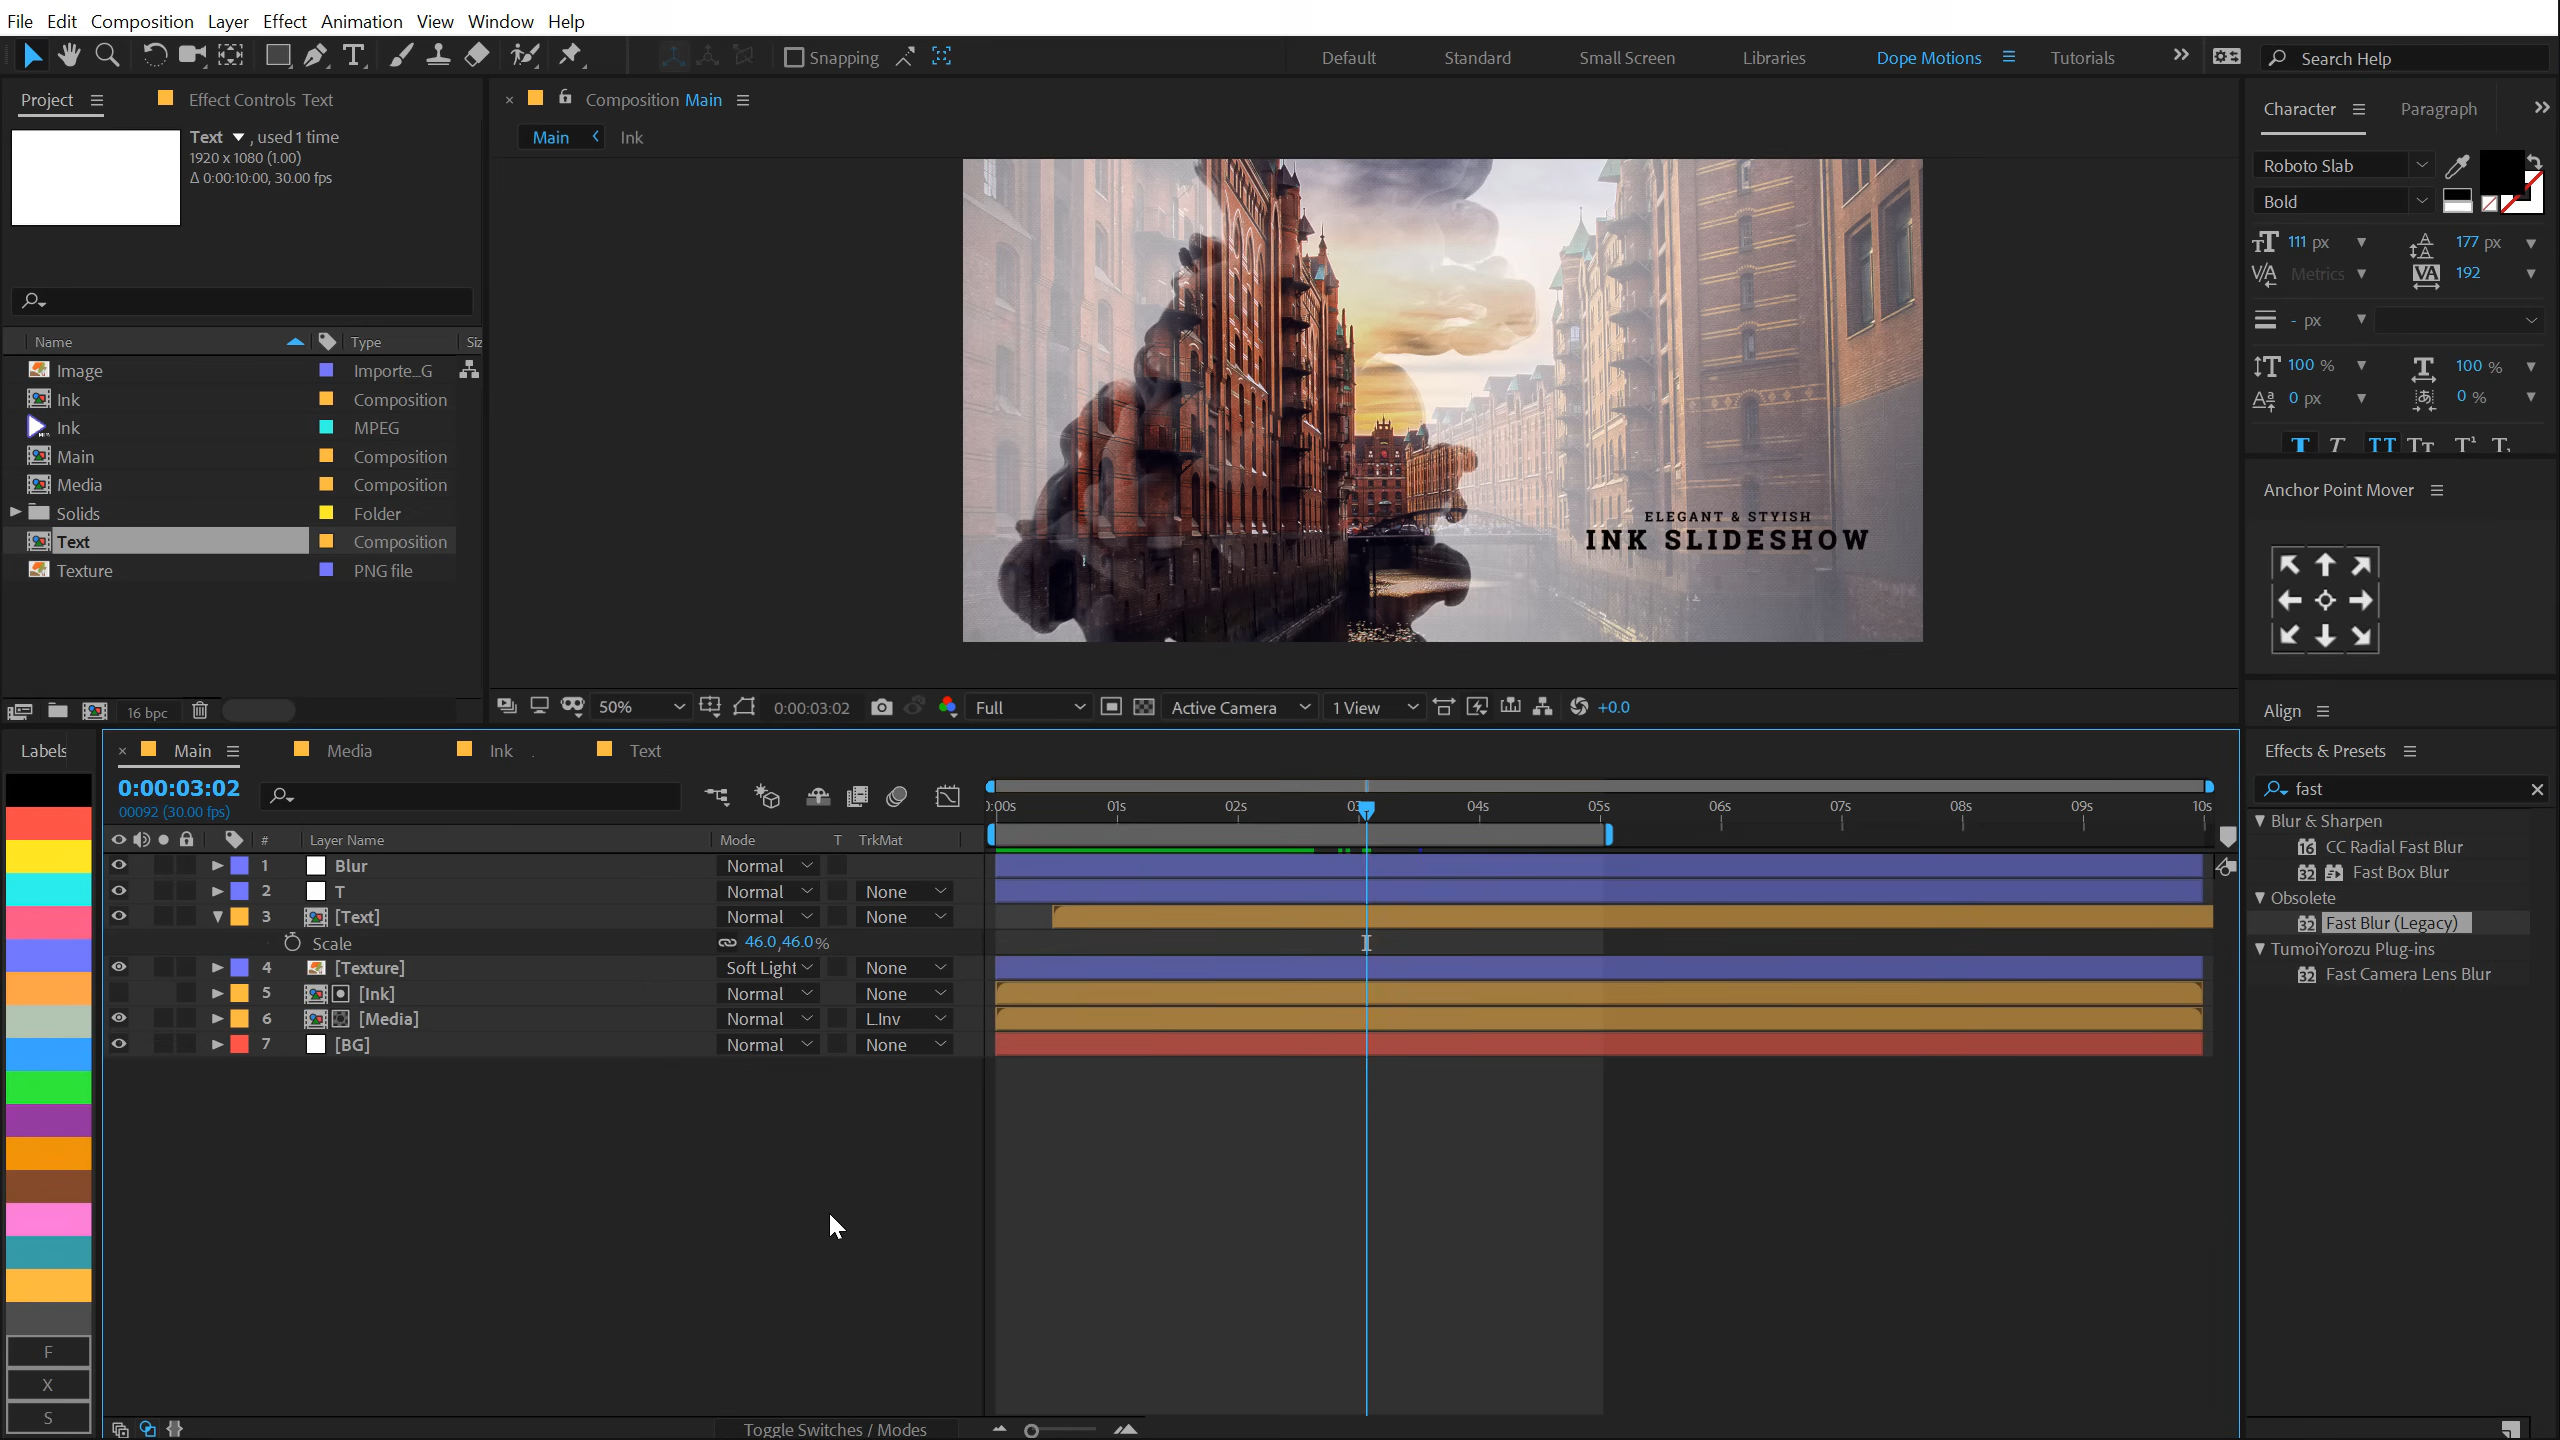 File Edit Composition Layer Effect Animation View Window Help
Snapping
Default Standard Small Screen Libraries Dope Motions Tutorials
Search Help
Project
Effect Controls Text
Text , used 1 time
1920 x 1080 (1.00)
Δ 0:00:10:00, 30.00 fps
Name Type Siz
Image Importe...G
Ink Composition
Ink MPEG
Main Composition
Media Composition
Solids Folder
Text Composition
Texture PNG file
16 bpc
Composition Main
Main Ink
ELEGANT & STYISH
INK SLIDESHOW
50% 0:00:03:02 Full Active Camera 1 View +0.0
Character Paragraph
Roboto Slab
Bold
111 px 177 px
Metrics 192
- px
100 % 100 %
0 px 0 %
Anchor Point Mover
Align
Effects & Presets
fast
Blur & Sharpen
CC Radial Fast Blur
Fast Box Blur
Obsolete
Fast Blur (Legacy)
TumoiYorozu Plug-ins
Fast Camera Lens Blur
Labels
F
X
S
Main Media Ink Text
0:00:03:02
00092 (30.00 fps)
0:00s 01s 02s 03s 04s 05s 06s 07s 08s 09s 10s
# Layer Name Mode T TrkMat
1 Blur Normal
2 T Normal None
3 [Text] Normal None
Scale 46.0,46.0%
4 [Texture] Soft Light None
5 [Ink] Normal None
6 [Media] Normal L.Inv
7 [BG] Normal None
Toggle Switches / Modes